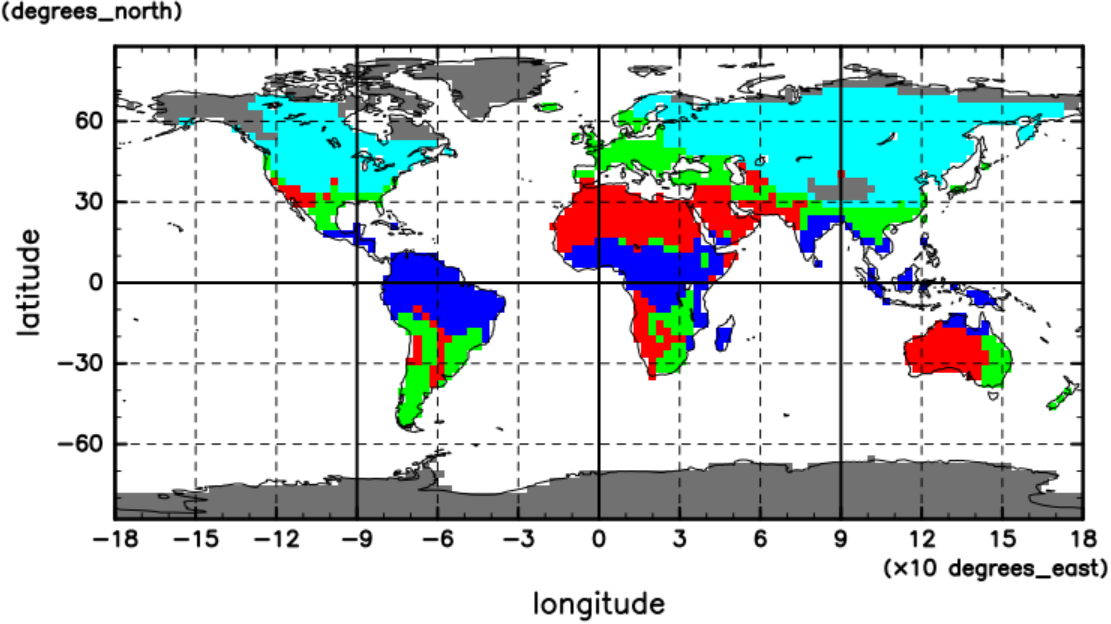 (degrees_north)
60
30
0
−30
−60
latitude
−18 −15 −12 −9 −6 −3 0 3 6 9 12 15 18
(×10 degrees_east)
longitude